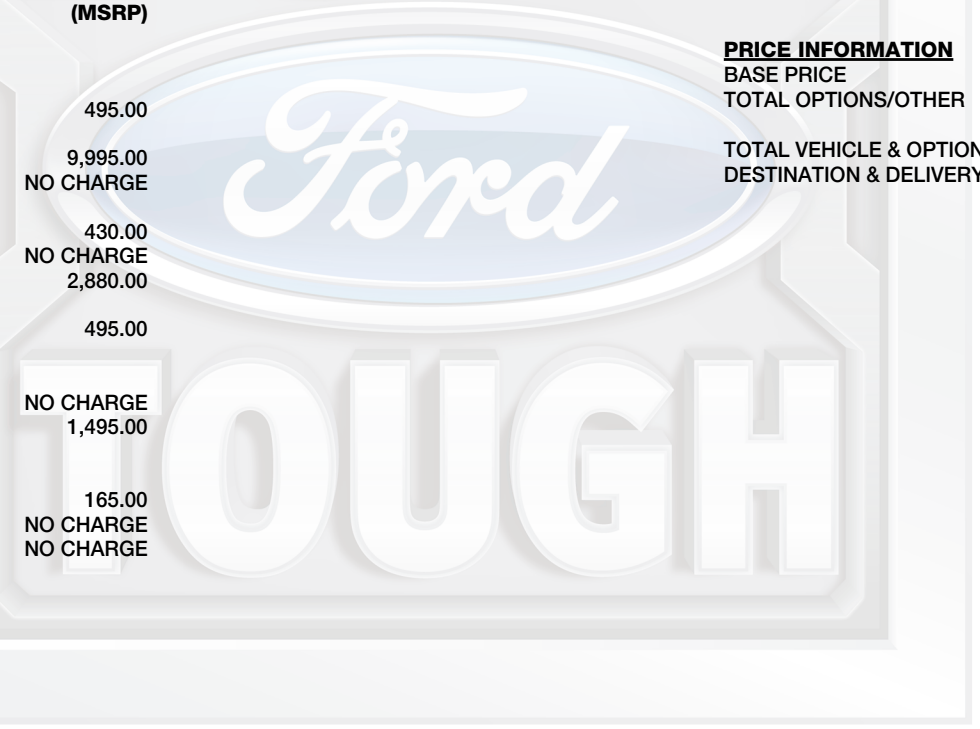 (MSRP)
495.00
9,995.00
NO CHARGE
430.00
NO CHARGE
2,880.00
495.00
NO CHARGE
1,495.00
165.00
NO CHARGE
NO CHARGE
PRICE INFORMATION
BASE PRICE
TOTAL OPTIONS/OTHER
TOTAL VEHICLE & OPTION
DESTINATION & DELIVERY
Ford
TOUGH